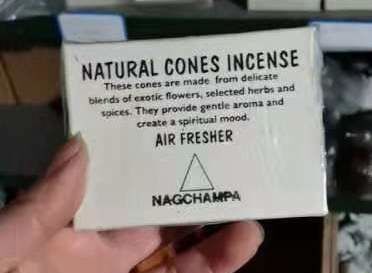 NATURAL CONES INCENSE
These cones are made from delicate
blends of exotic flowers, selected herbs and
spices. They provide gentle aroma and
create a spiritual mood.
AIR FRESHER
NAGCHAMPA